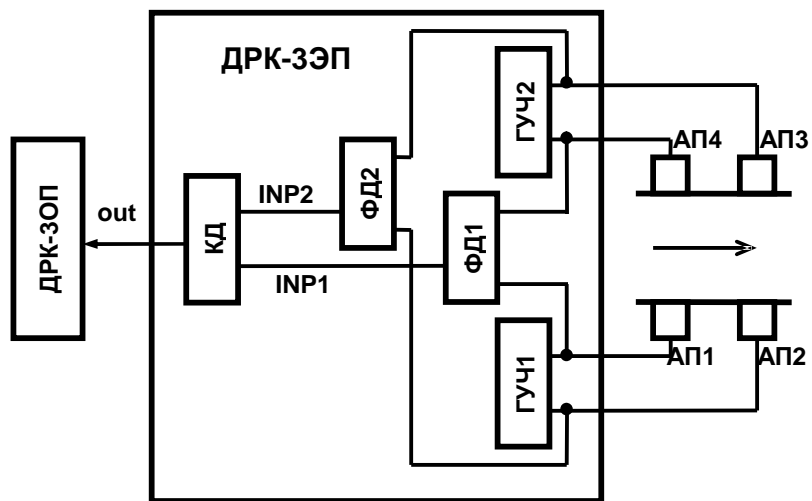 ДРК-3ЭП
ГУЧ2
АП4
АП3
ФД2
INP2
out
КД
ФД1
ДРК-3ОП
INP1
ГУЧ1
АП1
АП2